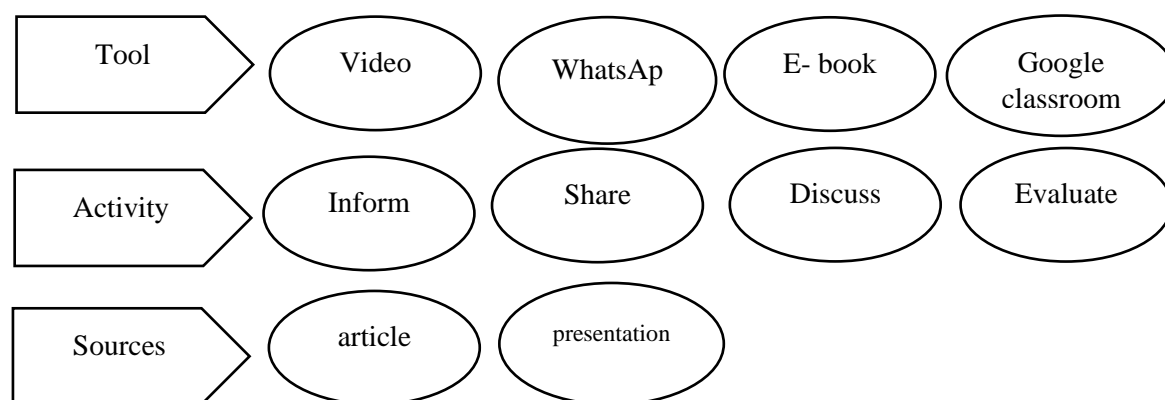 Tool
Video
WhatsAp
E- book
Google
classroom
Activity
Inform
Share
Discuss
Evaluate
Sources
article
presentation